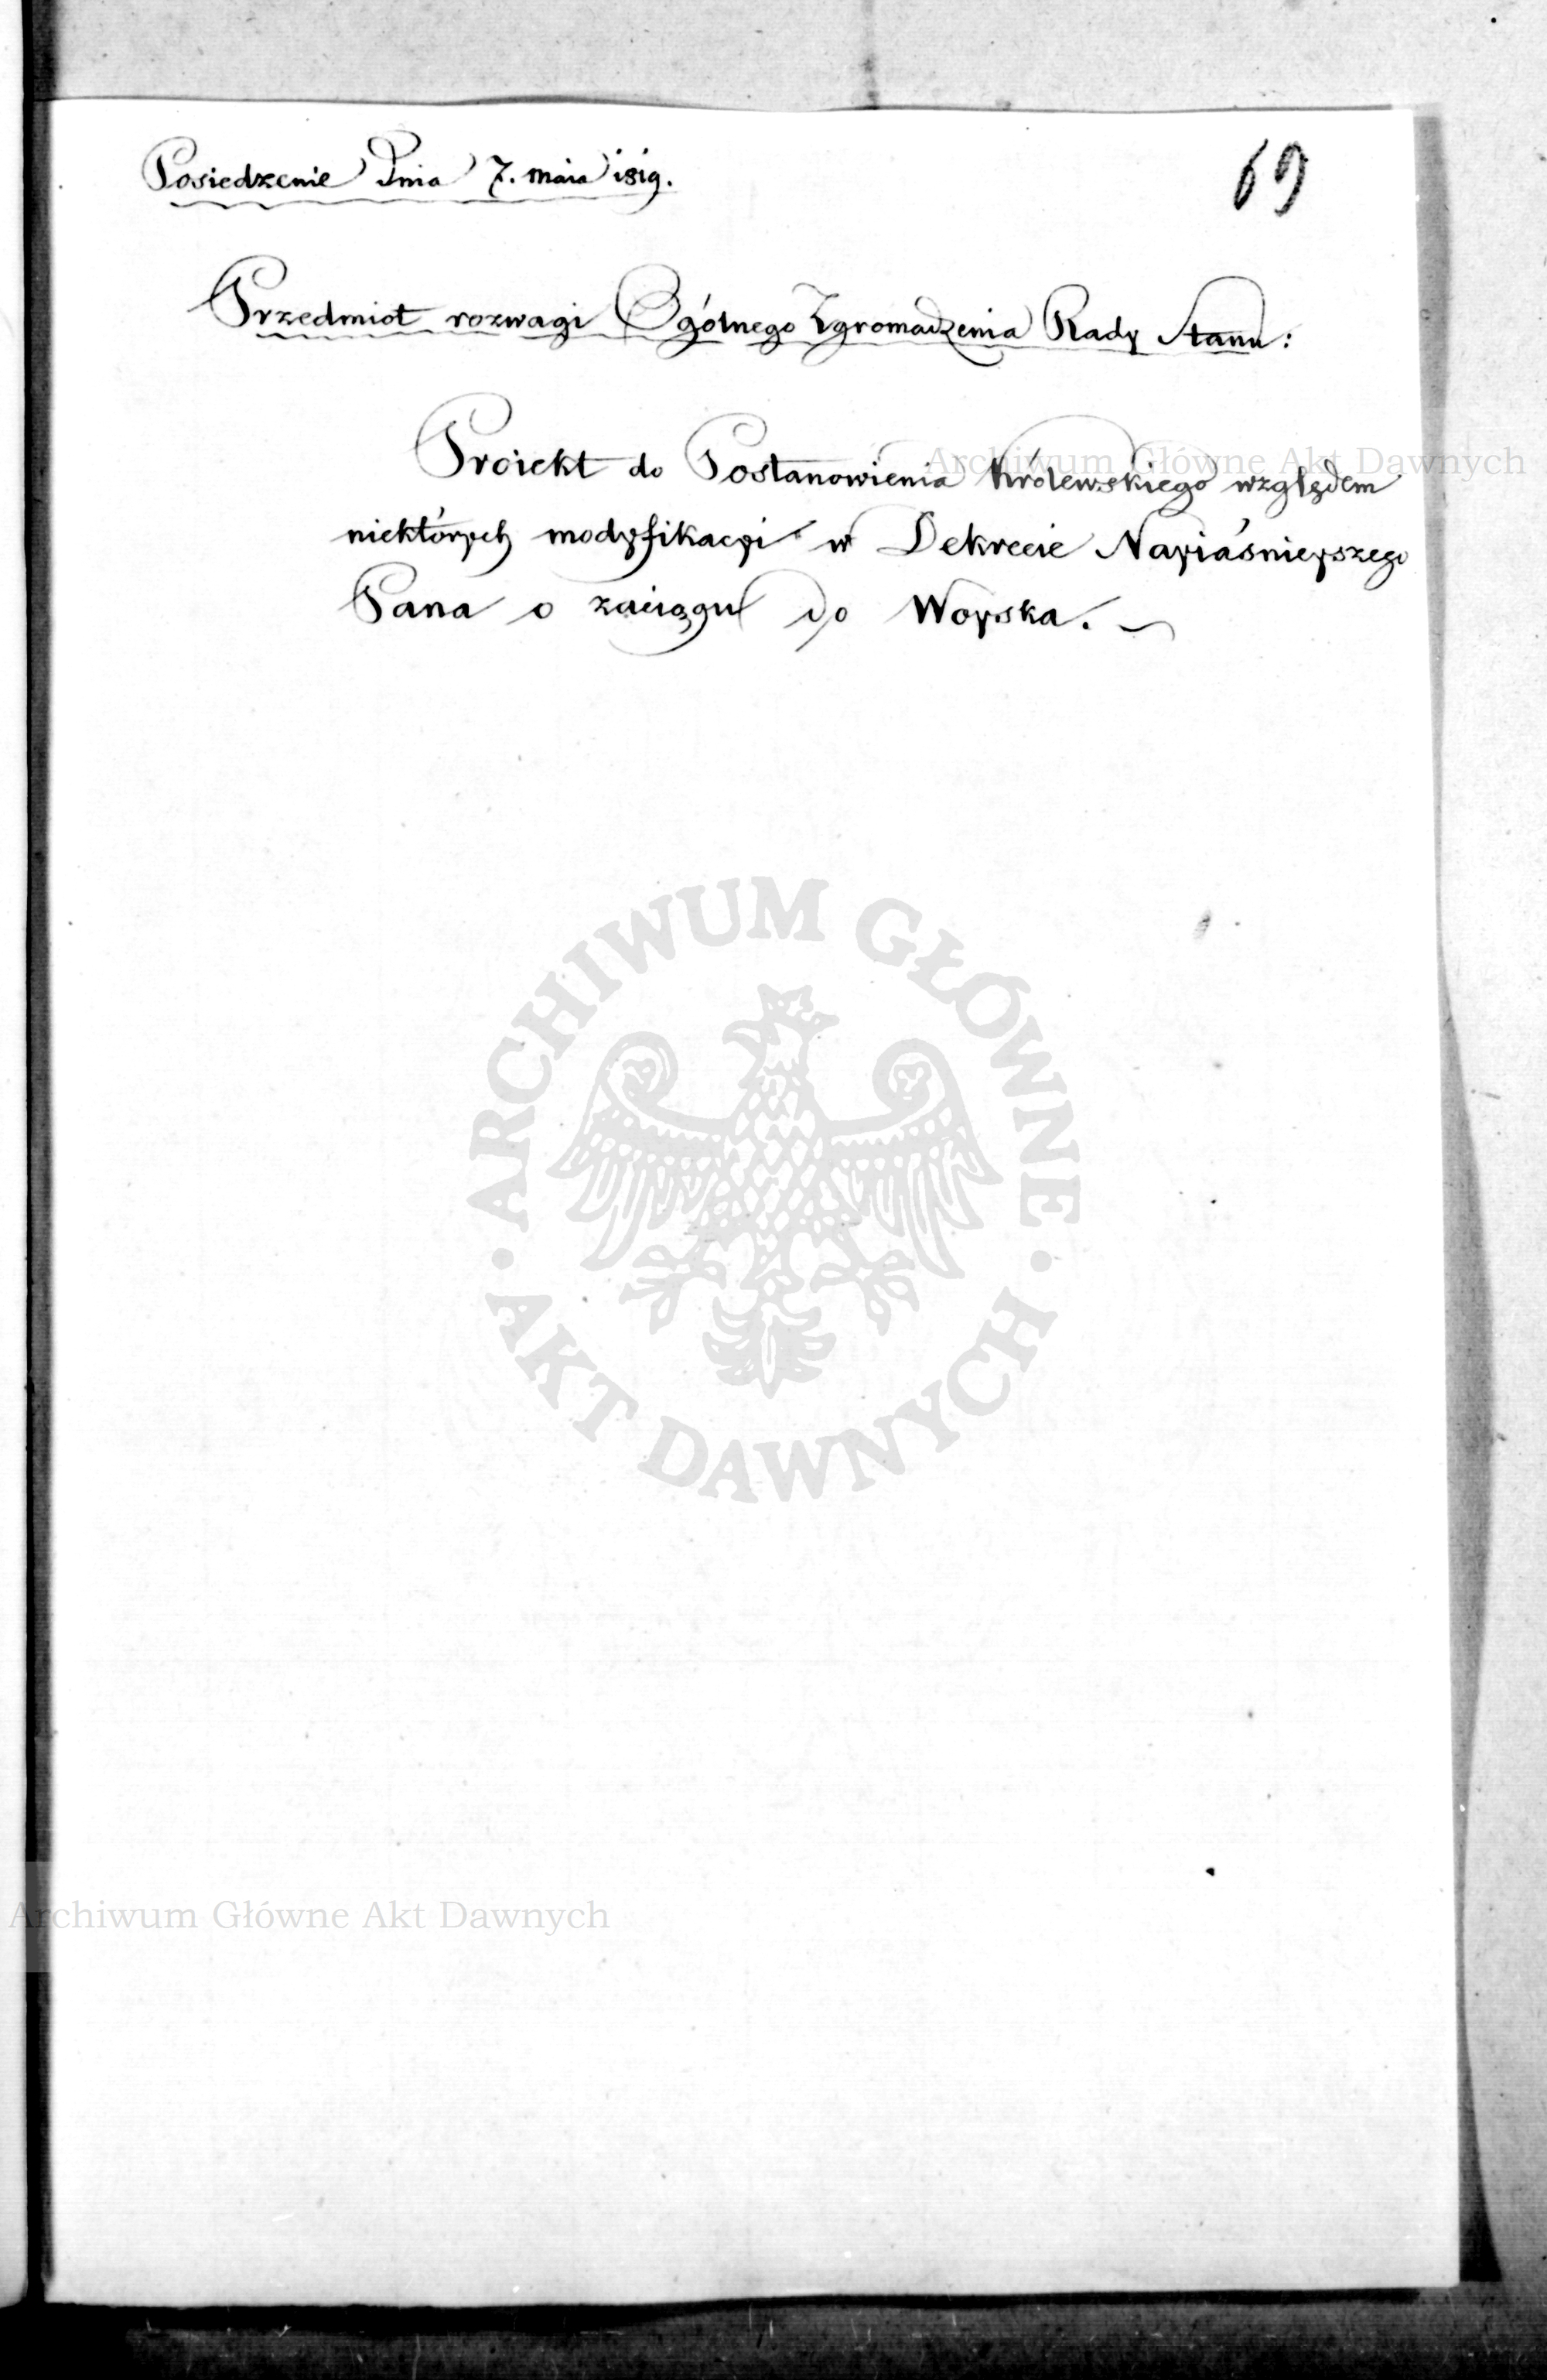 Posiedzenie Dnia 7. maia 1819.
69
Przedmiot rozwagi Ogólnego Zgromadzenia Rady Stanu:
Proiekt do Postanowienia Królewskiego względem
niektórych modyfikacyi w Dekrecie Nayiaśnieyszego
Pana o zaciągu do Woyska.
Archiwum Główne Akt Dawnych
ARCHIWUM GŁÓWNE
AKT DAWNYCH
Archiwum Główne Akt Dawnych